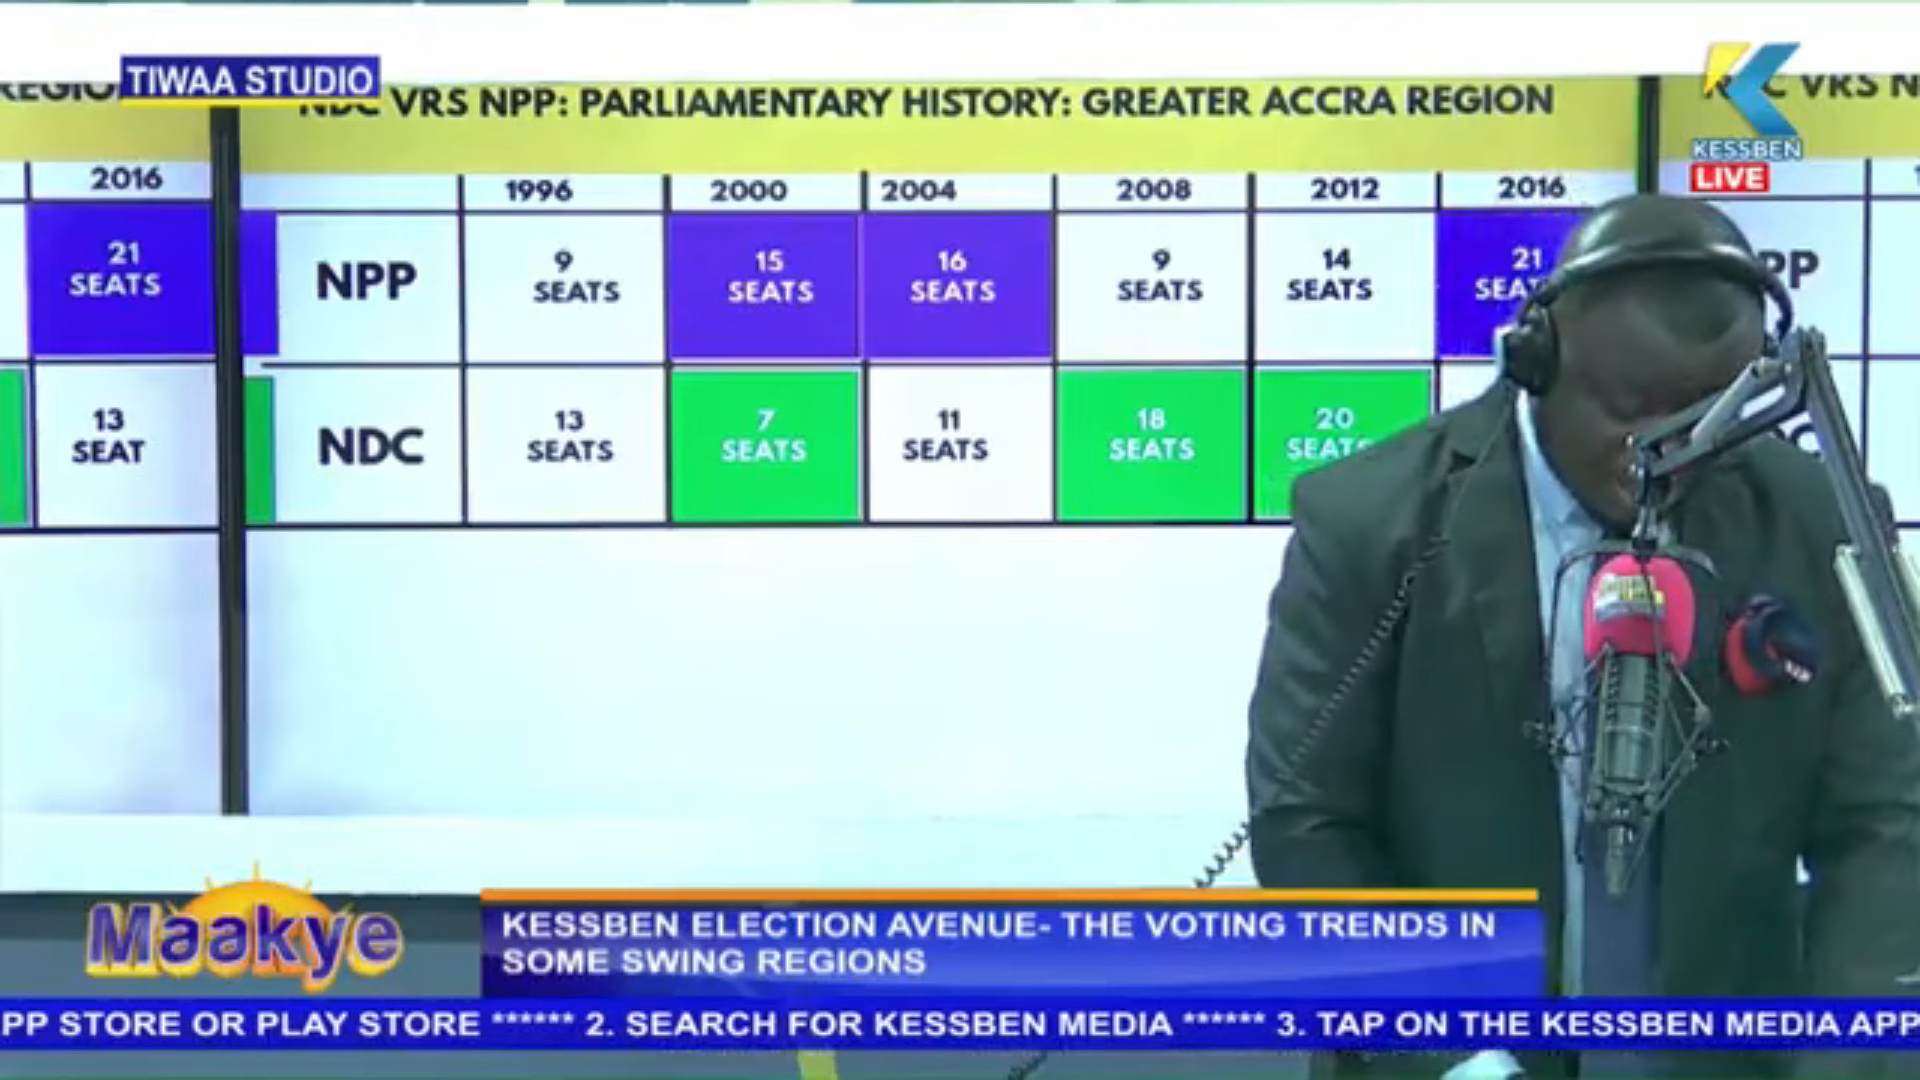 TIWAA STUDIO
NDC VRS NPP: PARLIAMENTARY HISTORY: GREATER ACCRA REGION
VRS
KESSBEN
LIVE
2016
1996
2000
2004
2008
2012
2016
21
SEATS
NPP
9
SEATS
15
SEATS
16
SEATS
9
SEATS
14
SEATS
21
13
SEAT
NDC
13
SEATS
7
SEATS
11
SEATS
18
SEATS
20
SEATS
Maakye
KESSBEN ELECTION AVENUE- THE VOTING TRENDS IN
SOME SWING REGIONS
PP STORE OR PLAY STORE ****** 2. SEARCH FOR KESSBEN MEDIA ****** 3. TAP ON THE KESSBEN MEDIA APP